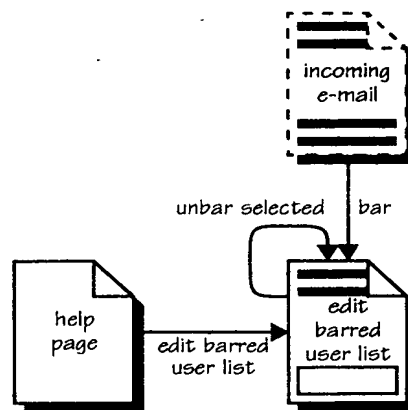 incoming
e-mail
unbar selected
bar
help
page
edit barred
user list
edit
barred
user list